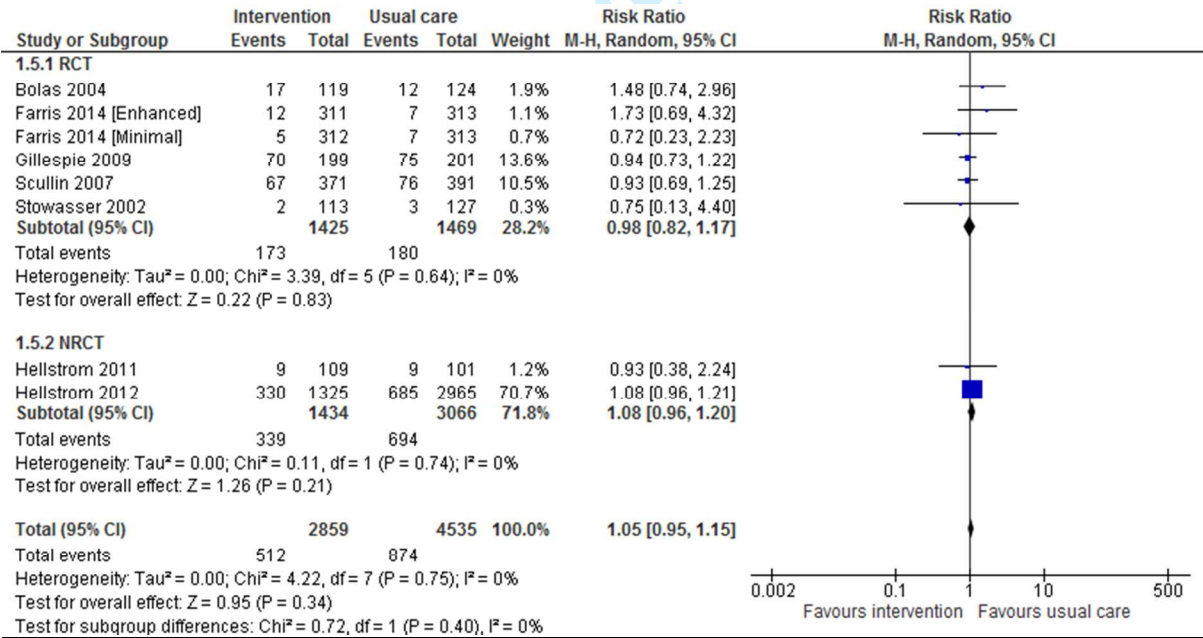 Intervention Usual care Risk Ratio Risk Ratio
Study or Subgroup Events Total Events Total Weight M-H, Random, 95% CI M-H, Random, 95% CI
1.5.1 RCT
Bolas 2004 17 119 12 124 1.9% 1.48 [0.74, 2.96]
Farris 2014 [Enhanced] 12 311 7 313 1.1% 1.73 [0.69, 4.32]
Farris 2014 [Minimal] 5 312 7 313 0.7% 0.72 [0.23, 2.23]
Gillespie 2009 70 199 75 201 13.6% 0.94 [0.73, 1.22]
Scullin 2007 67 371 76 391 10.5% 0.93 [0.69, 1.25]
Stowasser 2002 2 113 3 127 0.3% 0.75 [0.13, 4.40]
Subtotal (95% CI) 1425 1469 28.2% 0.98 [0.82, 1.17]
Total events 173 180
Heterogeneity: Tau² = 0.00; Chi² = 3.39, df = 5 (P = 0.64); I² = 0%
Test for overall effect: Z = 0.22 (P = 0.83)
1.5.2 NRCT
Hellstrom 2011 9 109 9 101 1.2% 0.93 [0.38, 2.24]
Hellstrom 2012 330 1325 685 2965 70.7% 1.08 [0.96, 1.21]
Subtotal (95% CI) 1434 3066 71.8% 1.08 [0.96, 1.20]
Total events 339 694
Heterogeneity: Tau² = 0.00; Chi² = 0.11, df = 1 (P = 0.74); I² = 0%
Test for overall effect: Z = 1.26 (P = 0.21)
Total (95% CI) 2859 4535 100.0% 1.05 [0.95, 1.15]
Total events 512 874
Heterogeneity: Tau² = 0.00; Chi² = 4.22, df = 7 (P = 0.75); I² = 0%
Test for overall effect: Z = 0.95 (P = 0.34)
Test for subgroup differences: Chi² = 0.72, df = 1 (P = 0.40), I² = 0%
0.002 0.1 1 10 500
Favours intervention Favours usual care